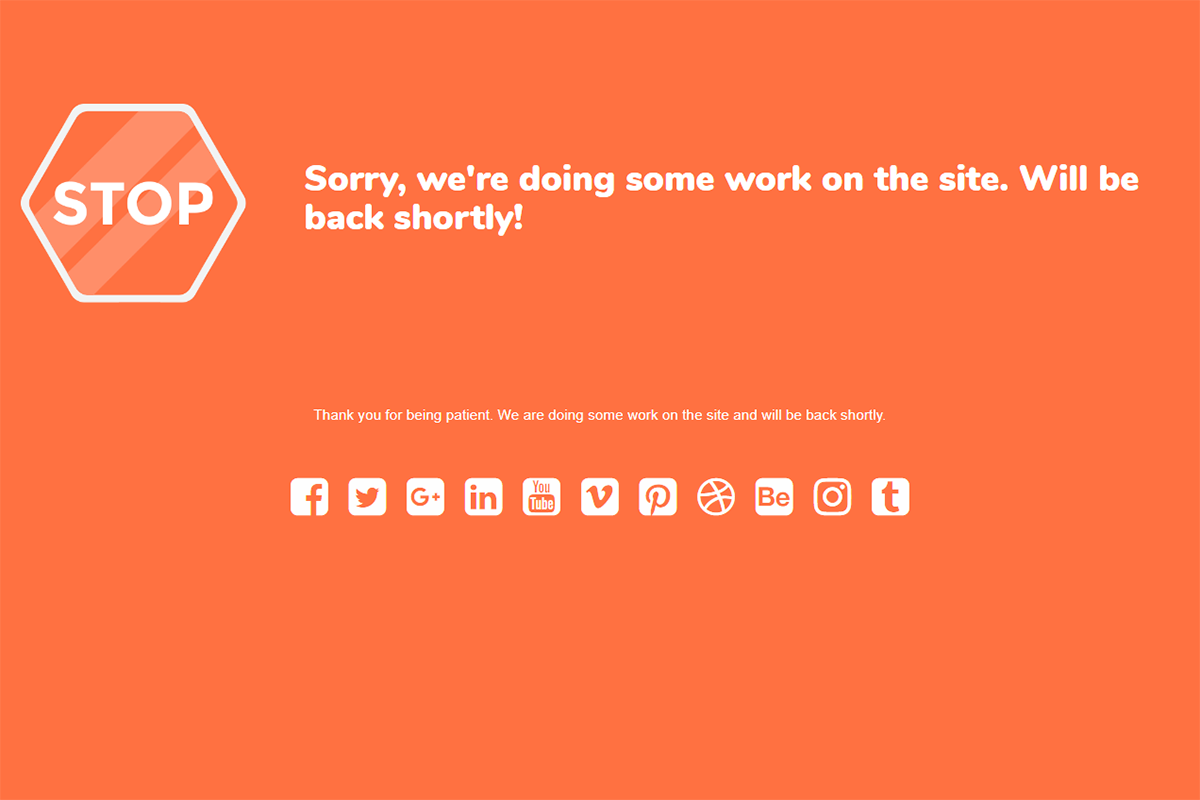 STOP
Sorry, we're doing some work on the site. Will be
back shortly!
Thank you for being patient. We are doing some work on the site and will be back shortly.
f G+ in You Tube v p Be t